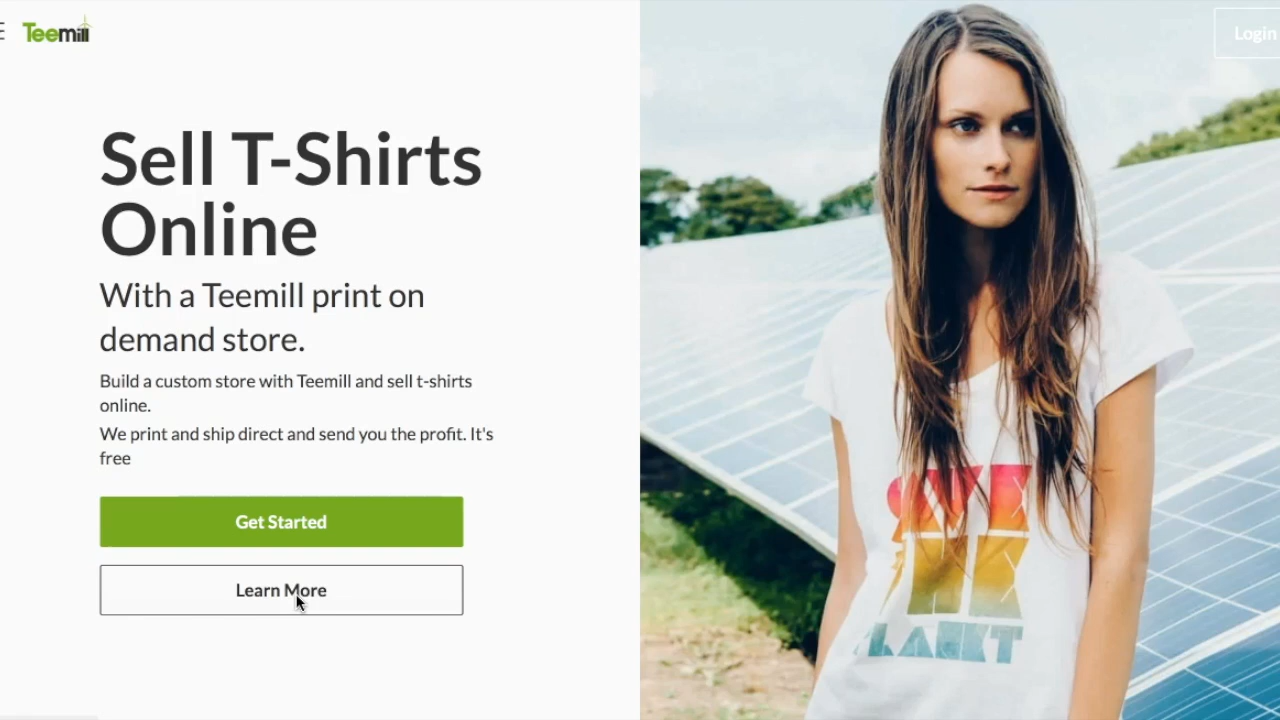 Teemill
Login
Sell T-Shirts
Online
With a Teemill print on
demand store.
Build a custom store with Teemill and sell t-shirts
online.
We print and ship direct and send you the profit. It's
free
Get Started
Learn More